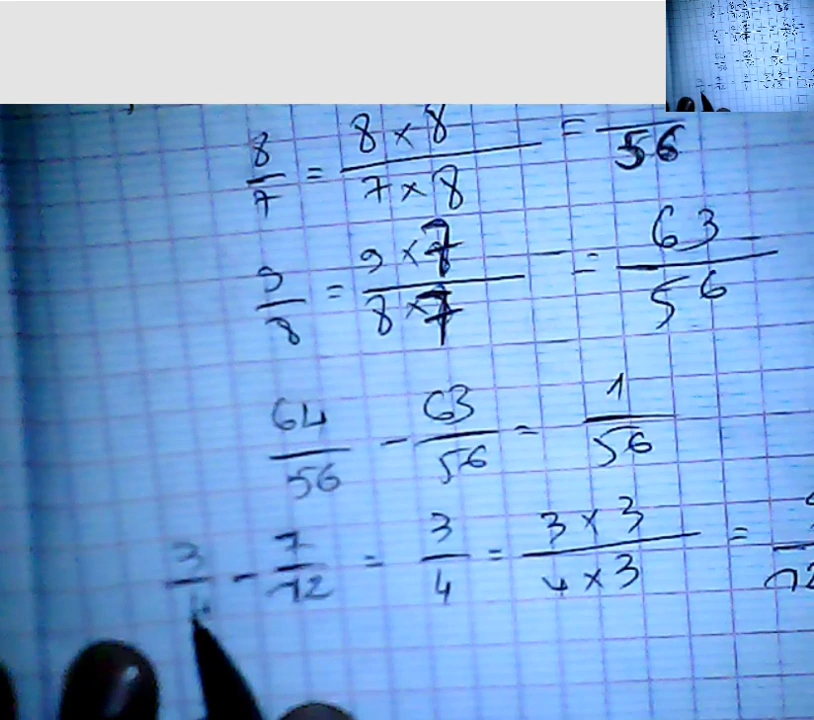 8/7 = 8 × 8 / 7 × 8 = /56
9/8 = 9 × 7 / 8 × 7 = 63/56
64/56 - 63/56 = 1/56
3/4 - 7/12 = 3/4 = 3 × 3 / 4 × 3 = /12